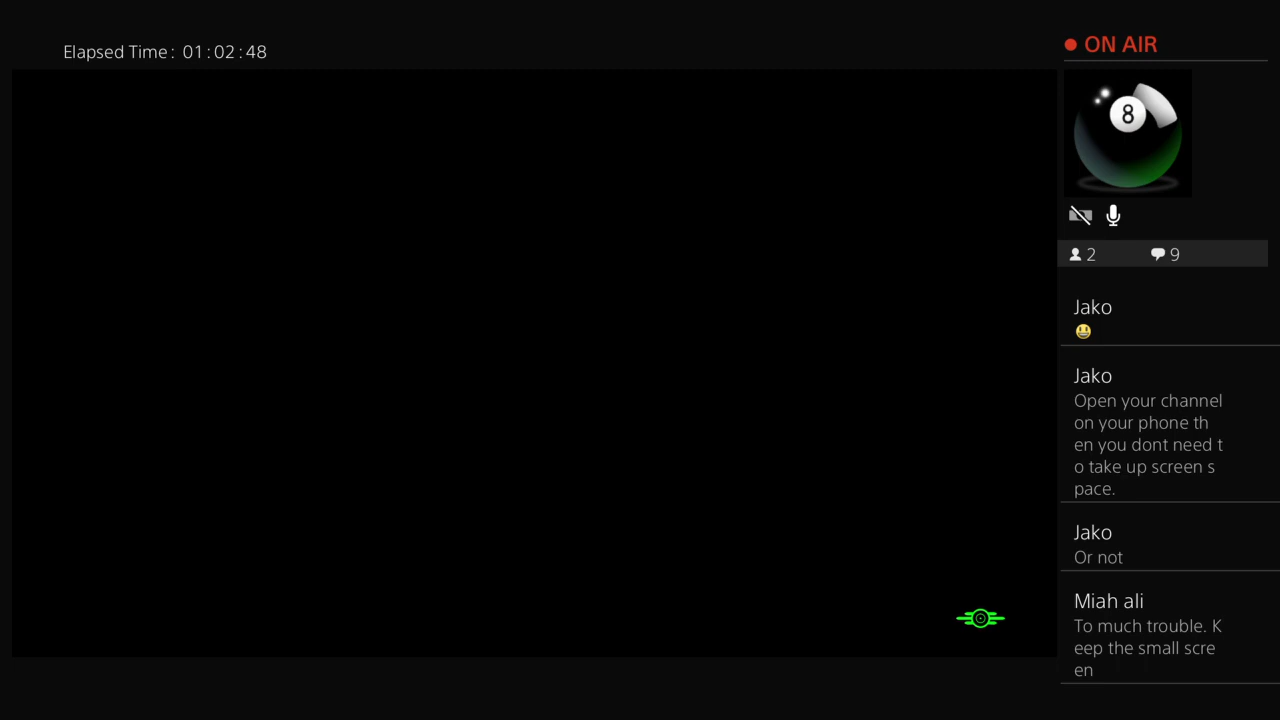 Elapsed Time: 01:02:48
ON AIR
8
2
9
Jako
😃
Jako
Open your channel
on your phone th
en you dont need t
o take up screen s
pace.
Jako
Or not
Miah ali
To much trouble. K
eep the small scre
en